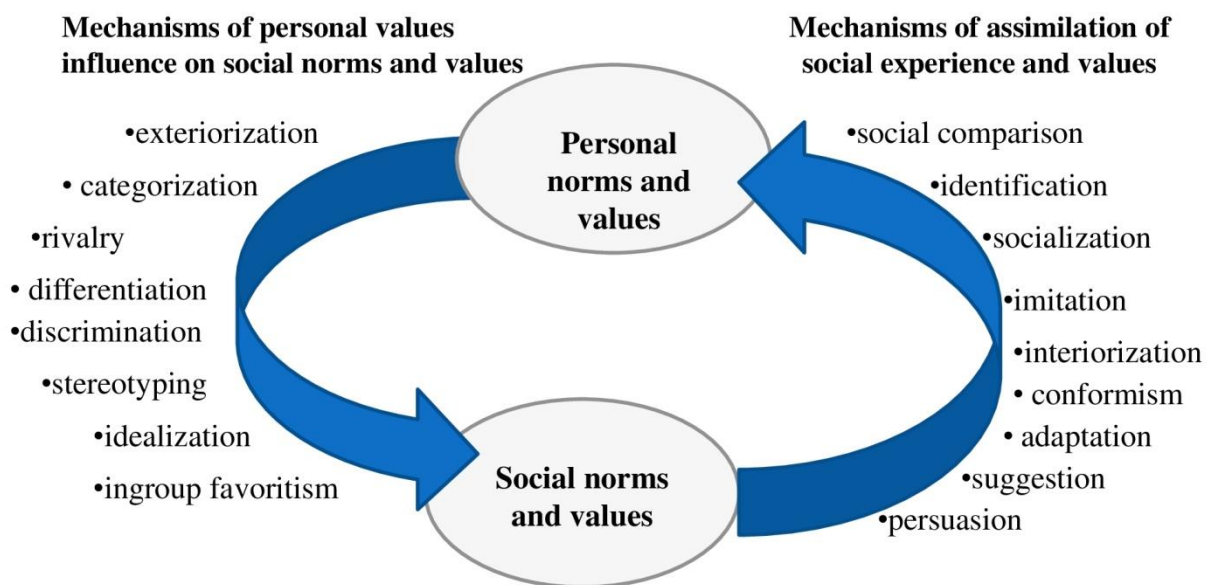 Mechanisms of personal values
influence on social norms and values
•exteriorization
• categorization
•rivalry
• differentiation
•discrimination
•stereotyping
•idealization
•ingroup favoritism
Personal
norms and
values
Social norms
and values
Mechanisms of assimilation of
social experience and values
•social comparison
•identification
•socialization
•imitation
•interiorization
• conformism
• adaptation
•suggestion
•persuasion